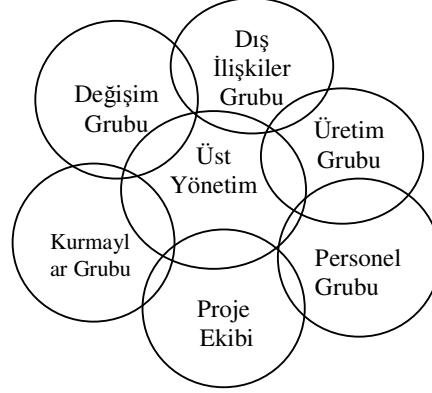 Dış
İlişkiler
Grubu
Değişim
Grubu
Üretim
Grubu
Üst
Yönetim
Kurmayl
ar Grubu
Personel
Grubu
Proje
Ekibi